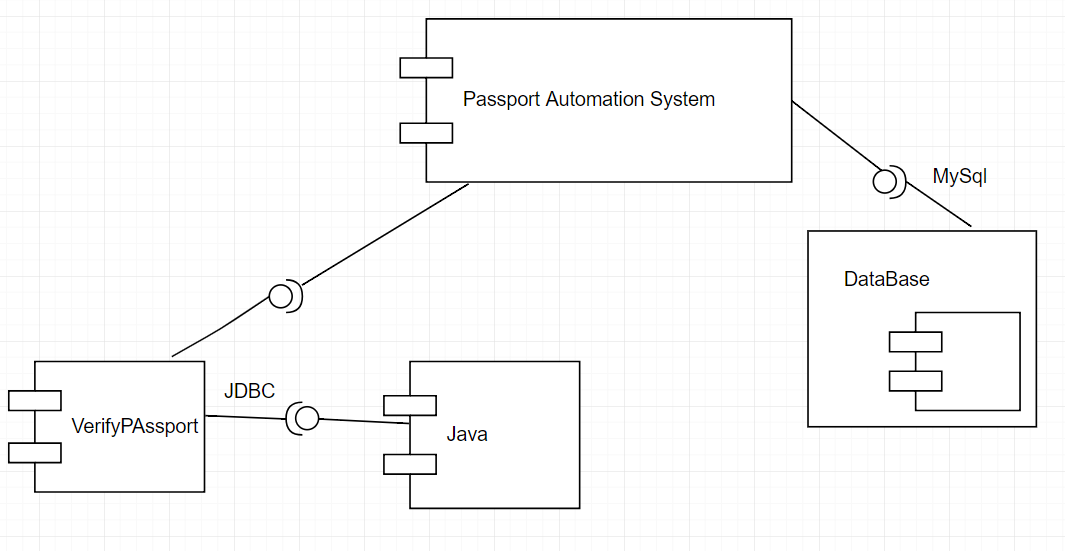 Passport Automation System
MySql
DataBase
JDBC
VerifyPAssport
Java